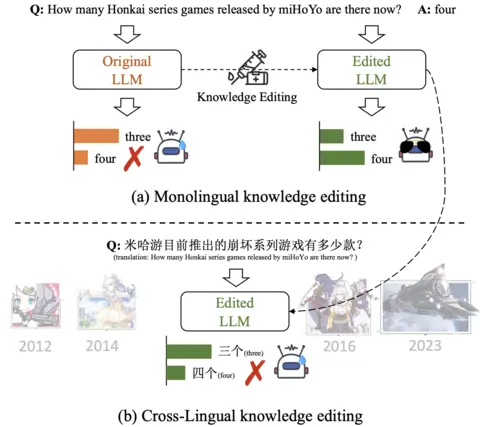 Q: How many Honkai series games released by miHoYo are there now? A: four
Original
LLM
Edited
LLM
Knowledge Editing
three
four
three
four
(a) Monolingual knowledge editing
Q: 米哈游目前推出的崩坏系列游戏有多少款？
(translation: How many Honkai series games released by miHoYo are there now? )
Edited
LLM
2012
2014
2016
2023
三个(three)
四个(four)
(b) Cross-Lingual knowledge editing